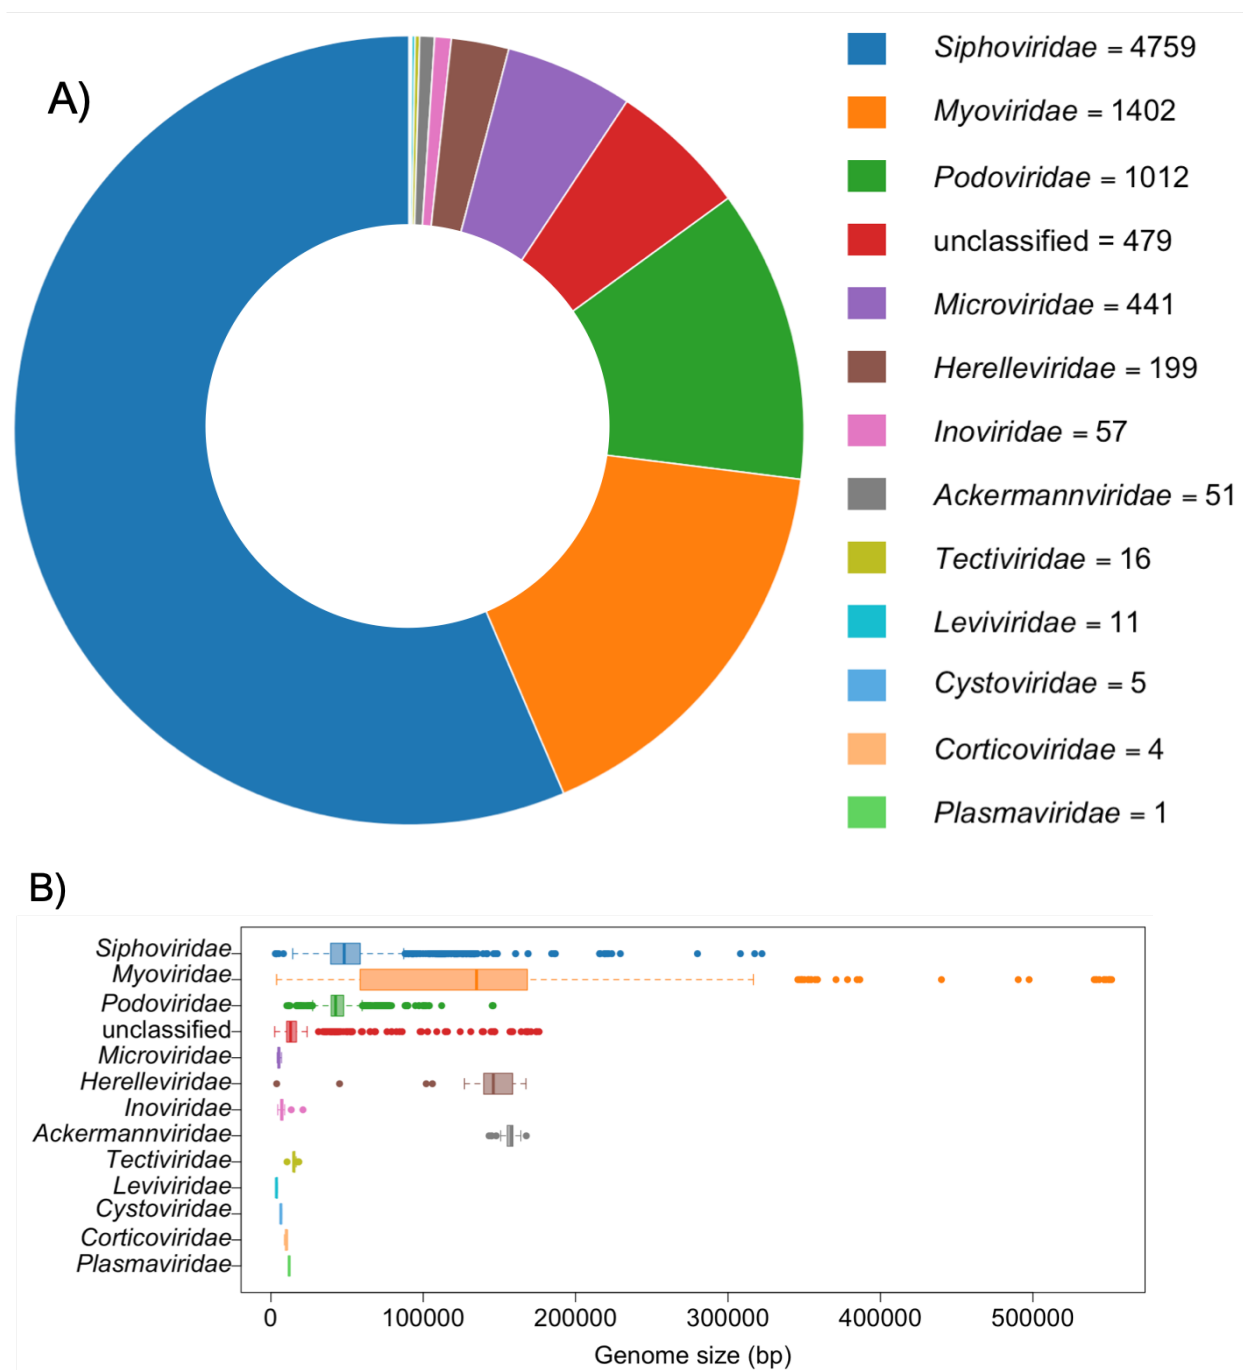 A)
Siphoviridae = 4759
Myoviridae = 1402
Podoviridae = 1012
unclassified = 479
Microviridae = 441
Herelleviridae = 199
Inoviridae = 57
Ackermannviridae = 51
Tectiviridae = 16
Leviviridae = 11
Cystoviridae = 5
Corticoviridae = 4
Plasmaviridae = 1
B)
Siphoviridae
Myoviridae
Podoviridae
unclassified
Microviridae
Herelleviridae
Inoviridae
Ackermannviridae
Tectiviridae
Leviviridae
Cystoviridae
Corticoviridae
Plasmaviridae
0 100000 200000 300000 400000 500000
Genome size (bp)